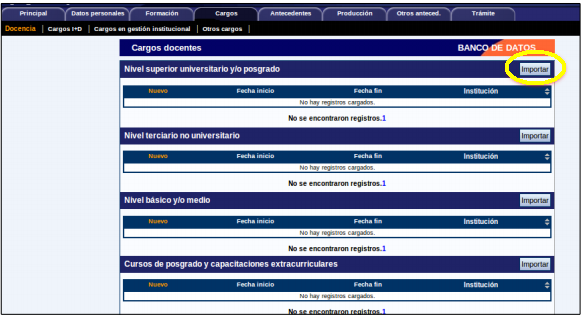 Principal Datos personales Formación Cargos Antecedentes Producción Otros anteced. Trámite
Docencia | Cargos I+D | Cargos en gestión institucional | Otros cargos |
Cargos docentes BANCO DE DATOS
Nivel superior universitario y/o posgrado Importar
Nuevo Fecha inicio Fecha fin Institución
No hay registros cargados.
No se encontraron registros.1
Nivel terciario no universitario Importar
Nuevo Fecha inicio Fecha fin Institución
No hay registros cargados.
No se encontraron registros.1
Nivel básico y/o medio Importar
Nuevo Fecha inicio Fecha fin Institución
No hay registros cargados.
No se encontraron registros.1
Cursos de posgrado y capacitaciones extracurriculares Importar
Nuevo Fecha inicio Fecha fin Institución
No hay registros cargados.
No se encontraron registros.1